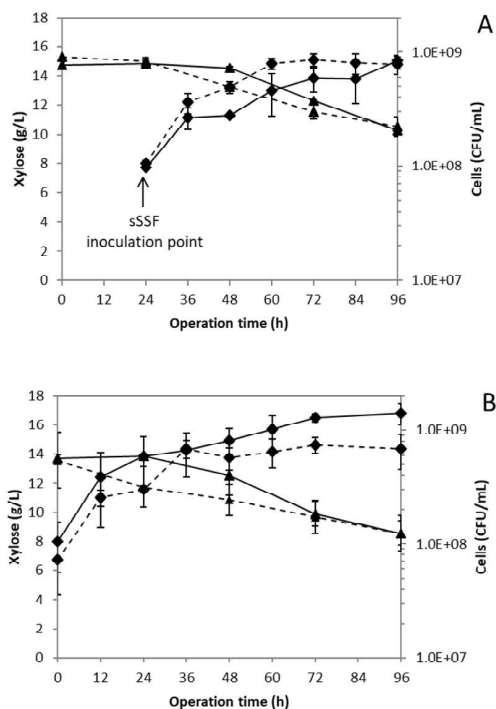 A
18
16
14
12
10
8
6
4
2
0
Xylose (g/L)
1.0E+09
1.0E+08
1.0E+07
Cells (CFU/mL)
sSSF
inoculation point
0 12 24 36 48 60 72 84 96
Operation time (h)
B
18
16
14
12
10
8
6
4
2
0
Xylose (g/L)
1.0E+09
1.0E+08
1.0E+07
Cells (CFU/mL)
0 12 24 36 48 60 72 84 96
Operation time (h)